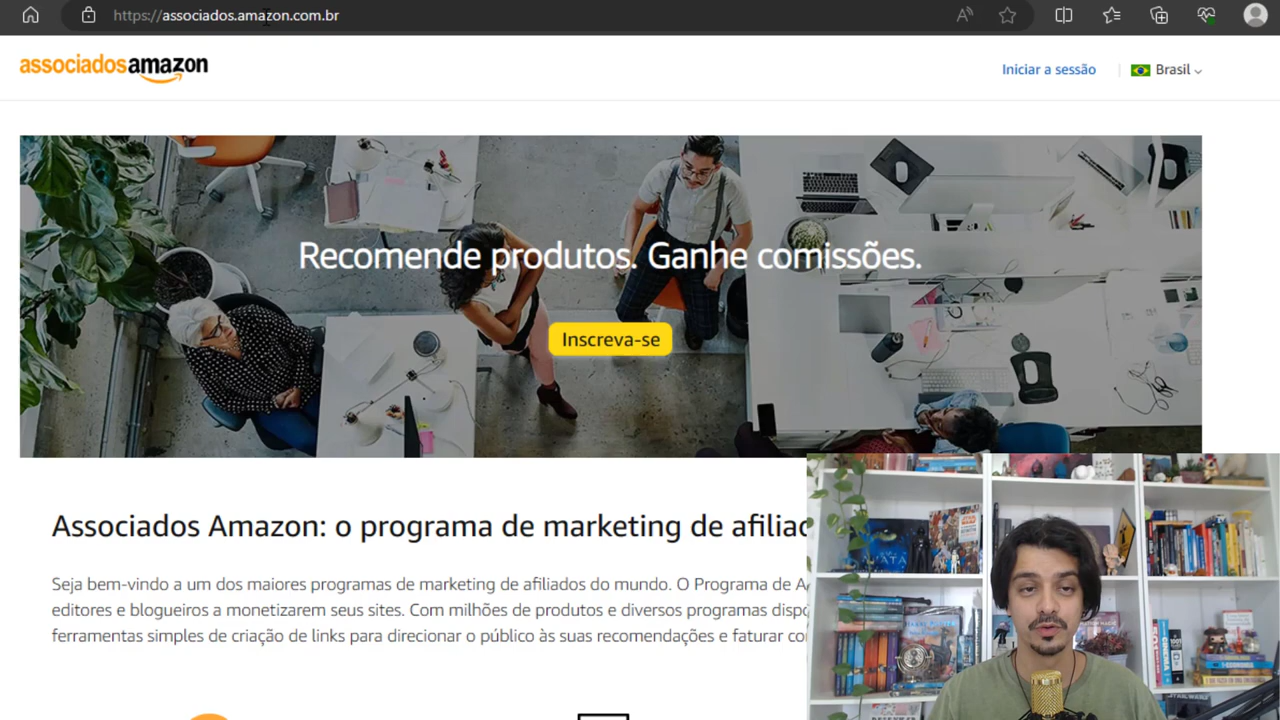 https://associados.amazon.com.br
associadosamazon
Iniciar a sessão
Brasil
Recomende produtos. Ganhe comissões.
Inscreva-se
Associados Amazon: o programa de marketing de
Seja bem-vindo a um dos maiores programas de marketing de afiliados do mundo. O Programa de
editores e blogueiros a monetizarem seus sites. Com milhões de produtos e diversos programas
ferramentas simples de criação de links para direcionar o público às suas recomendações e faturar